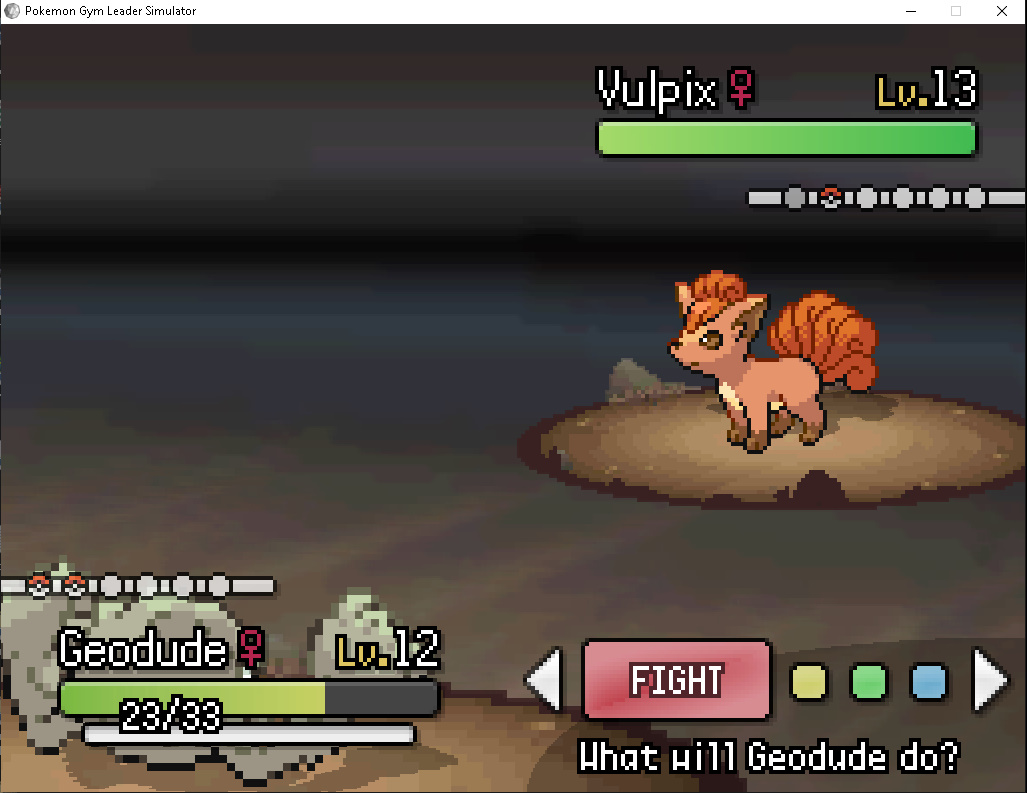 Pokemon Gym Leader Simulator
Vulpix♀ Lv.13
Geodude♀ Lv.12
23/33
FIGHT
What will Geodude do?